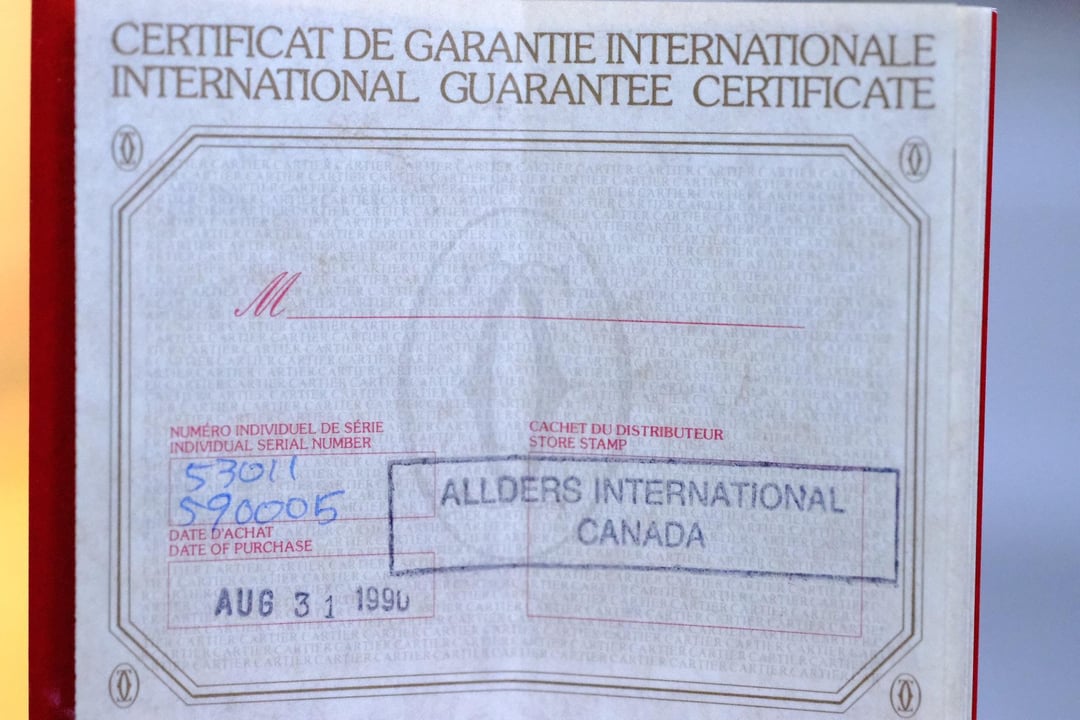 CERTIFICAT DE GARANTIE INTERNATIONALE
INTERNATIONAL GUARANTEE CERTIFICATE
M
NUMÉRO INDIVIDUEL DE SÉRIE
INDIVIDUAL SERIAL NUMBER
53011
590005
DATE D'ACHAT
DATE OF PURCHASE
AUG 31 1990
CACHET DU DISTRIBUTEUR
STORE STAMP
ALLDERS INTERNATIONAL
CANADA